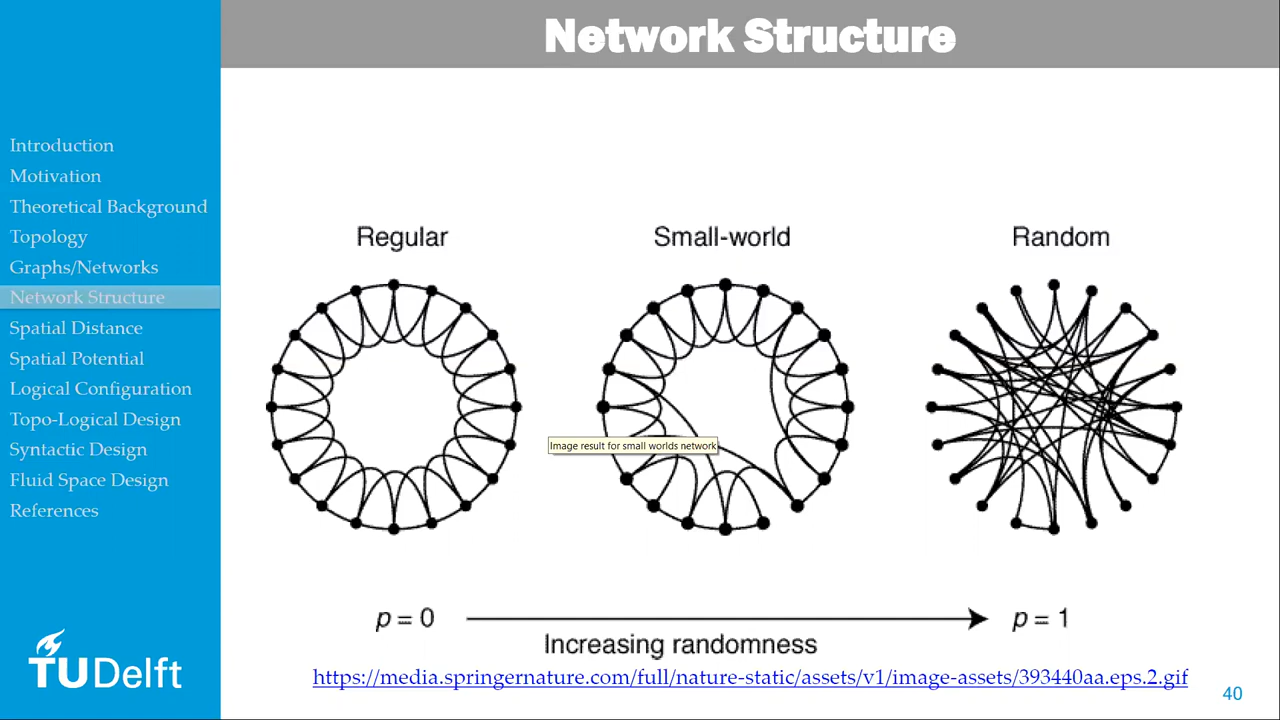 Network Structure
Introduction
Motivation
Theoretical Background
Topology
Graphs/Networks
Network Structure
Spatial Distance
Spatial Potential
Logical Configuration
Topo-Logical Design
Syntactic Design
Fluid Space Design
References
TUDelft
Regular
Small-world
Random
Image result for small worlds network
p = 0
p = 1
Increasing randomness
https://media.springernature.com/full/nature-static/assets/v1/image-assets/393440aa.eps.2.gif
40